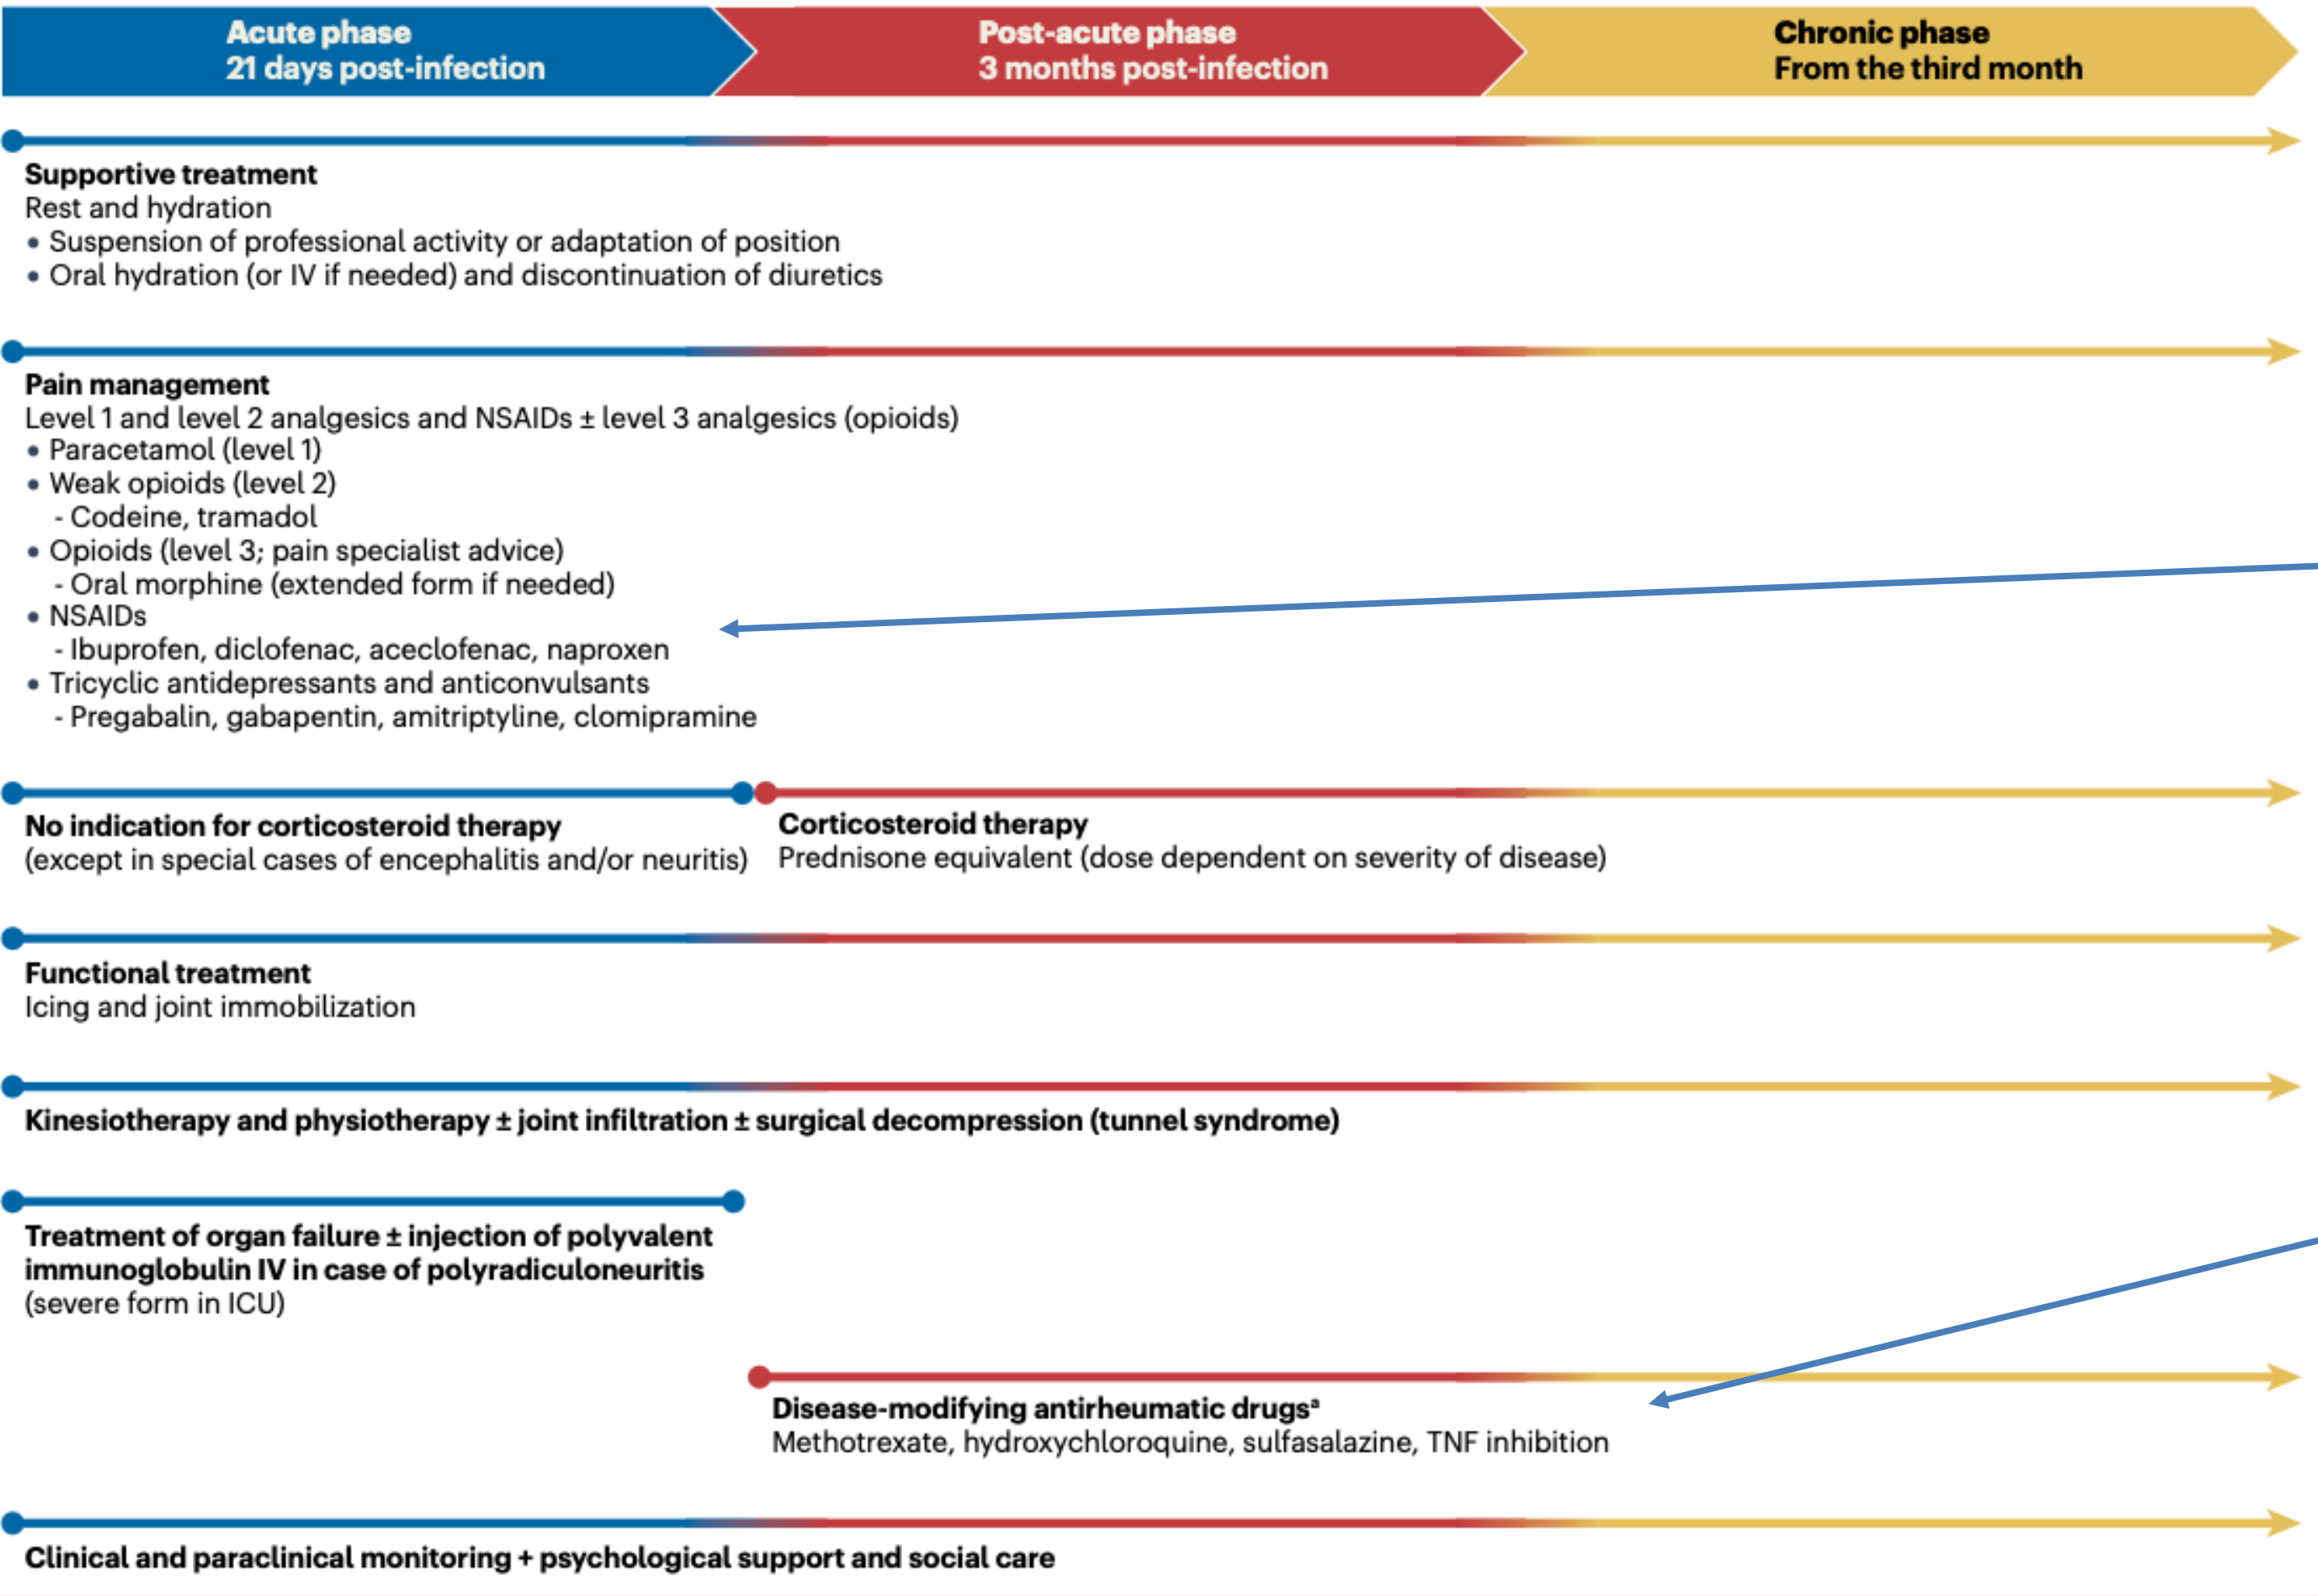 Acute phase
21 days post-infection
Post-acute phase
3 months post-infection
Chronic phase
From the third month
Supportive treatment
Rest and hydration
• Suspension of professional activity or adaptation of position
• Oral hydration (or IV if needed) and discontinuation of diuretics
Pain management
Level 1 and level 2 analgesics and NSAIDs ± level 3 analgesics (opioids)
• Paracetamol (level 1)
• Weak opioids (level 2)
- Codeine, tramadol
• Opioids (level 3; pain specialist advice)
- Oral morphine (extended form if needed)
• NSAIDs
- Ibuprofen, diclofenac, aceclofenac, naproxen
• Tricyclic antidepressants and anticonvulsants
- Pregabalin, gabapentin, amitriptyline, clomipramine
No indication for corticosteroid therapy
(except in special cases of encephalitis and/or neuritis)
Corticosteroid therapy
Prednisone equivalent (dose dependent on severity of disease)
Functional treatment
Icing and joint immobilization
Kinesiotherapy and physiotherapy ± joint infiltration ± surgical decompression (tunnel syndrome)
Treatment of organ failure ± injection of polyvalent
immunoglobulin IV in case of polyradiculoneuritis
(severe form in ICU)
Disease-modifying antirheumatic drugsª
Methotrexate, hydroxychloroquine, sulfasalazine, TNF inhibition
Clinical and paraclinical monitoring + psychological support and social care